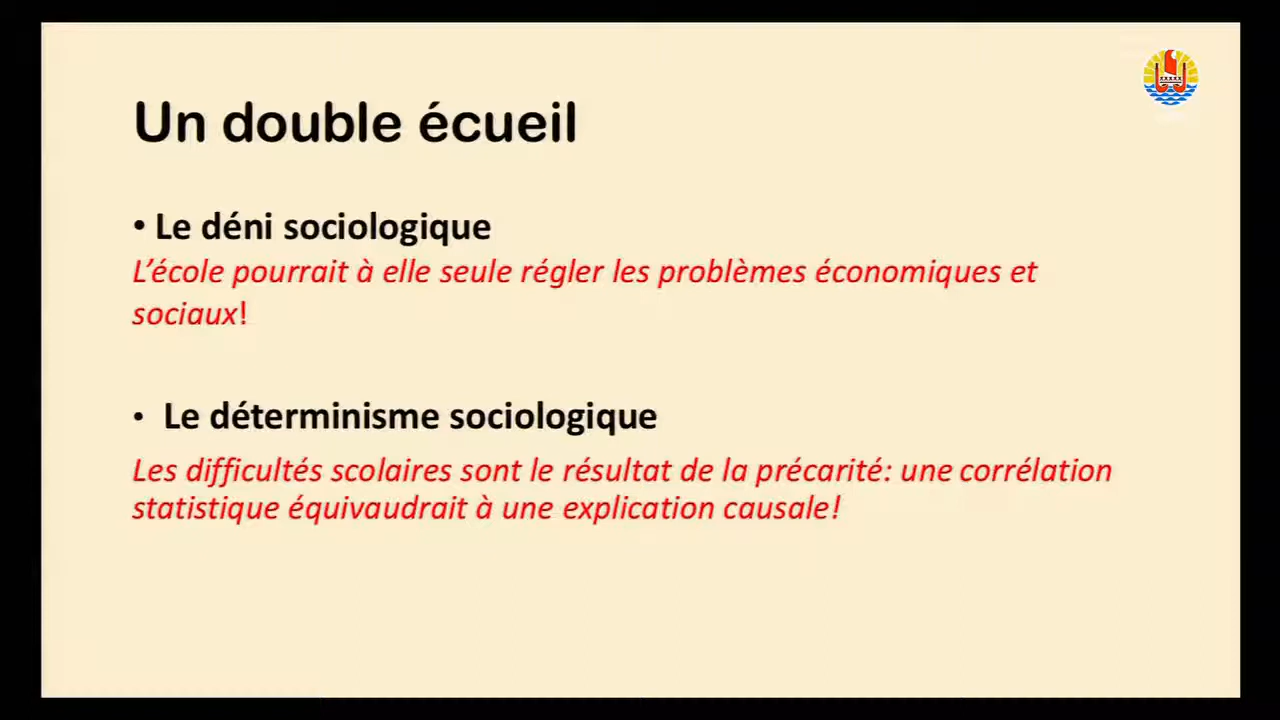 Un double écueil
• Le déni sociologique
L’école pourrait à elle seule régler les problèmes économiques et
sociaux!
• Le déterminisme sociologique
Les difficultés scolaires sont le résultat de la précarité: une corrélation
statistique équivaudrait à une explication causale!